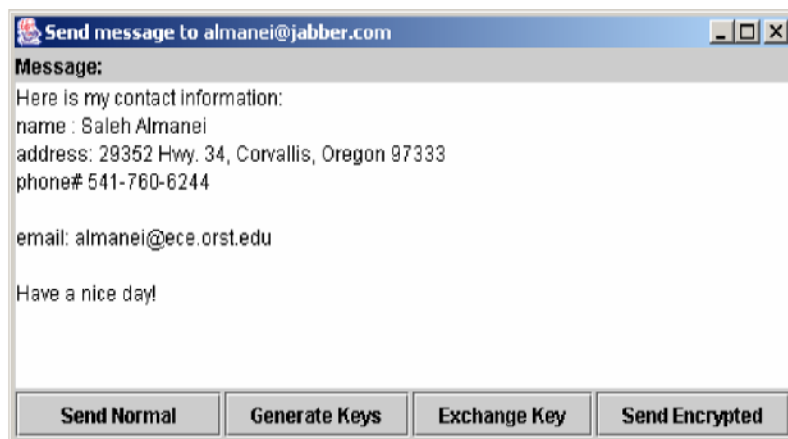 Send message to almanei@jabber.com
Message:
Here is my contact information:
name : Saleh Almanei
address: 29352 Hwy. 34, Corvallis, Oregon 97333
phone# 541-760-6244
email: almanei@ece.orst.edu
Have a nice day!
Send Normal Generate Keys Exchange Key Send Encrypted